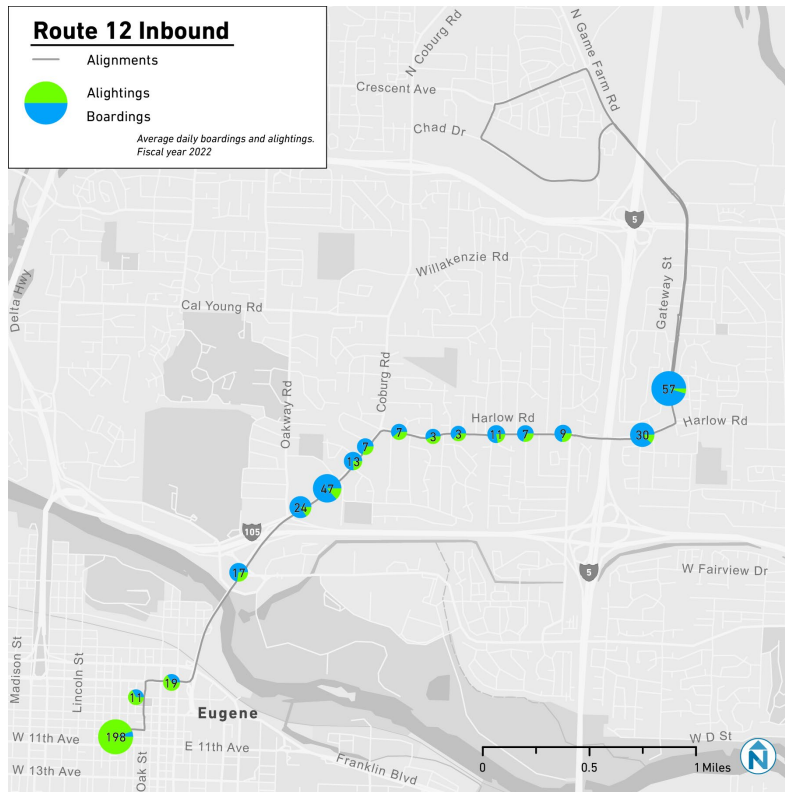 Route 12 Inbound
Alignments
Alightings
Boardings
Average daily boardings and alightings.
Fiscal year 2022
N Coburg Rd
N Game Farm Rd
Crescent Ave
Chad Dr
5
Willakenzie Rd
Gateway St
Delta Hwy
Cal Young Rd
Coburg Rd
Oakway Rd
57
Harlow Rd
Harlow Rd
7
3
3
11
7
9
30
7
13
47
24
105
17
5
W Fairview Dr
Madison St
Lincoln St
19
11
Eugene
198
W 11th Ave
E 11th Ave
W D St
Oak St
W 13th Ave
Franklin Blvd
0
0.5
1 Miles
N